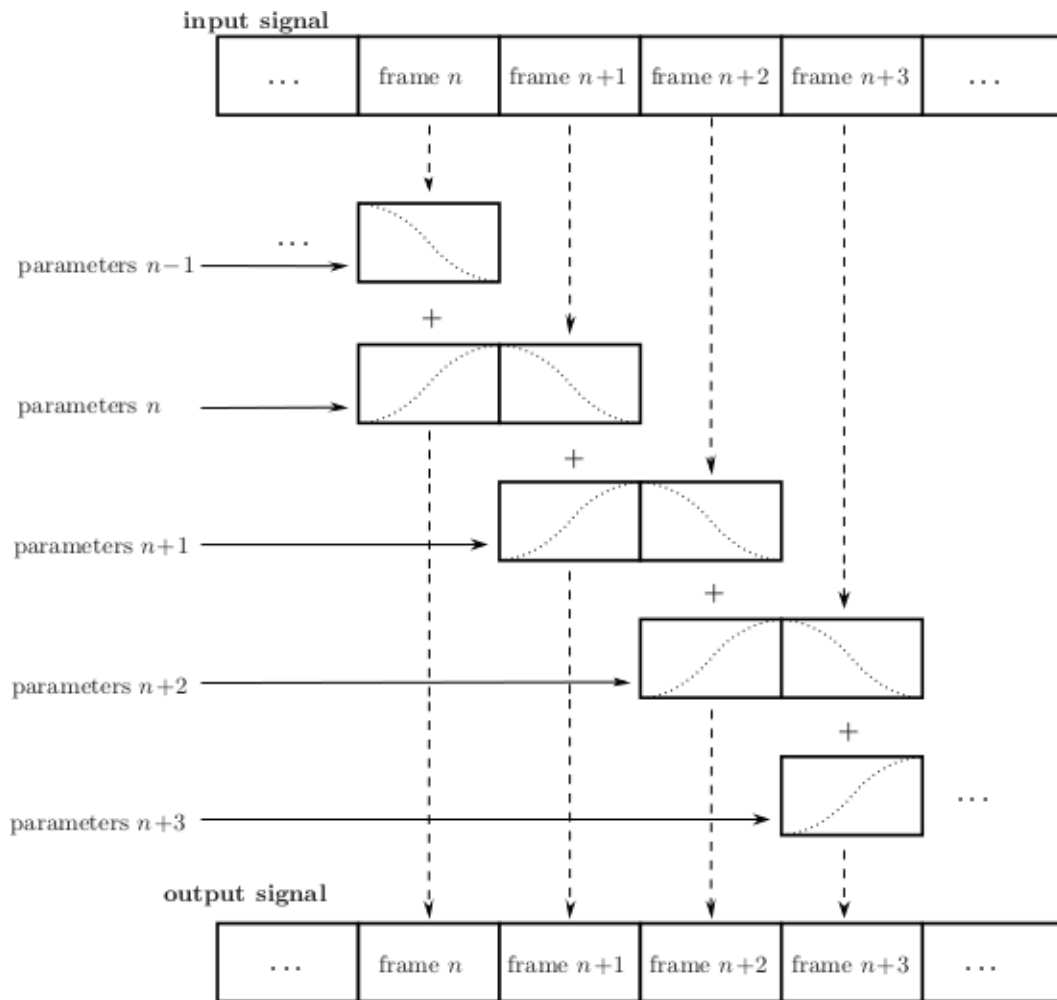 input signal
... frame n frame n+1 frame n+2 frame n+3 ...
...
parameters n−1
+
parameters n
+
parameters n+1
+
parameters n+2
+
...
parameters n+3
output signal
... frame n frame n+1 frame n+2 frame n+3 ...